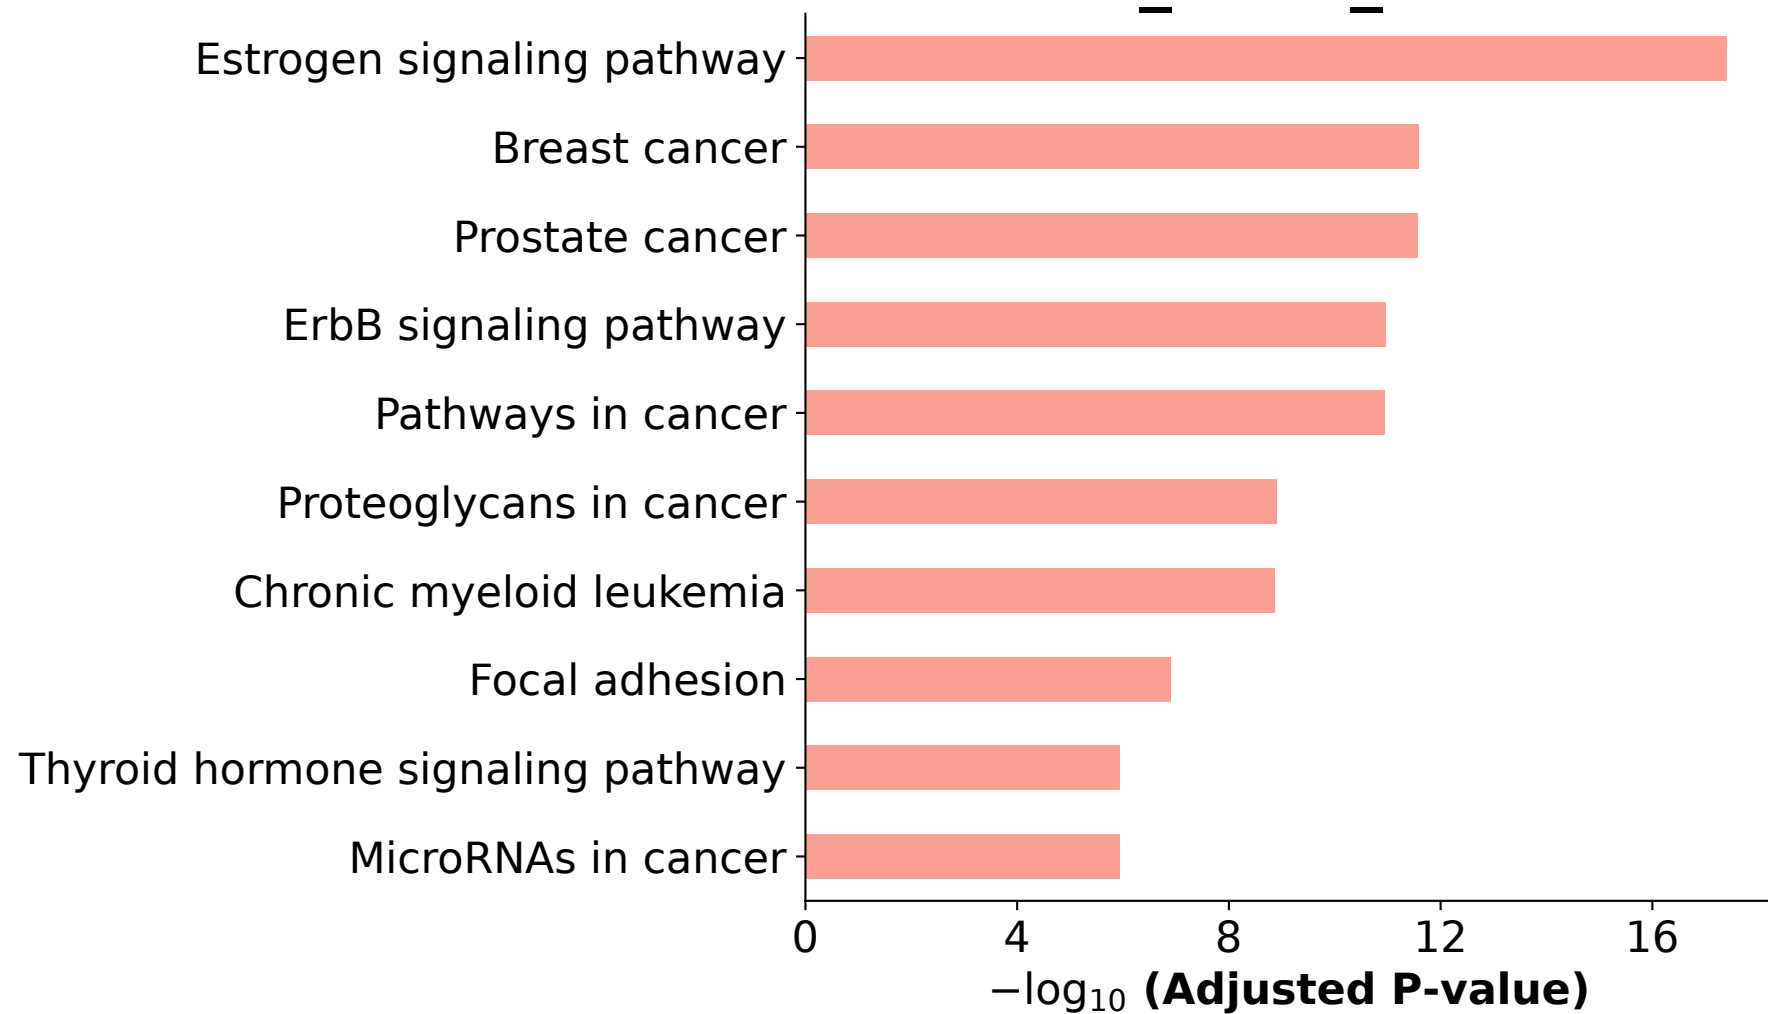 Estrogen signaling pathway
Breast cancer
Prostate cancer
ErbB signaling pathway
Pathways in cancer
Proteoglycans in cancer
Chronic myeloid leukemia
Focal adhesion
Thyroid hormone signaling pathway
MicroRNAs in cancer
0 4 8 12 16
−log₁₀ (Adjusted P-value)